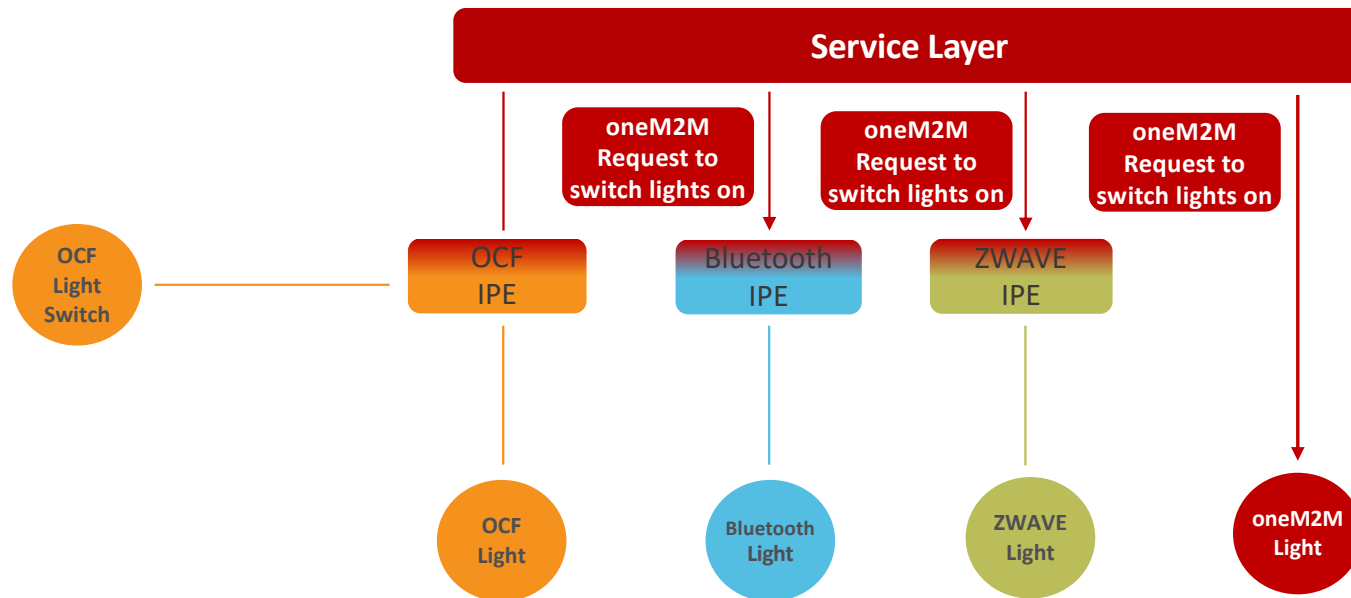 Service Layer
oneM2M
Request to
switch lights on
oneM2M
Request to
switch lights on
oneM2M
Request to
switch lights on
OCF
Light
Switch
OCF
IPE
Bluetooth
IPE
ZWAVE
IPE
OCF
Light
Bluetooth
Light
ZWAVE
Light
oneM2M
Light